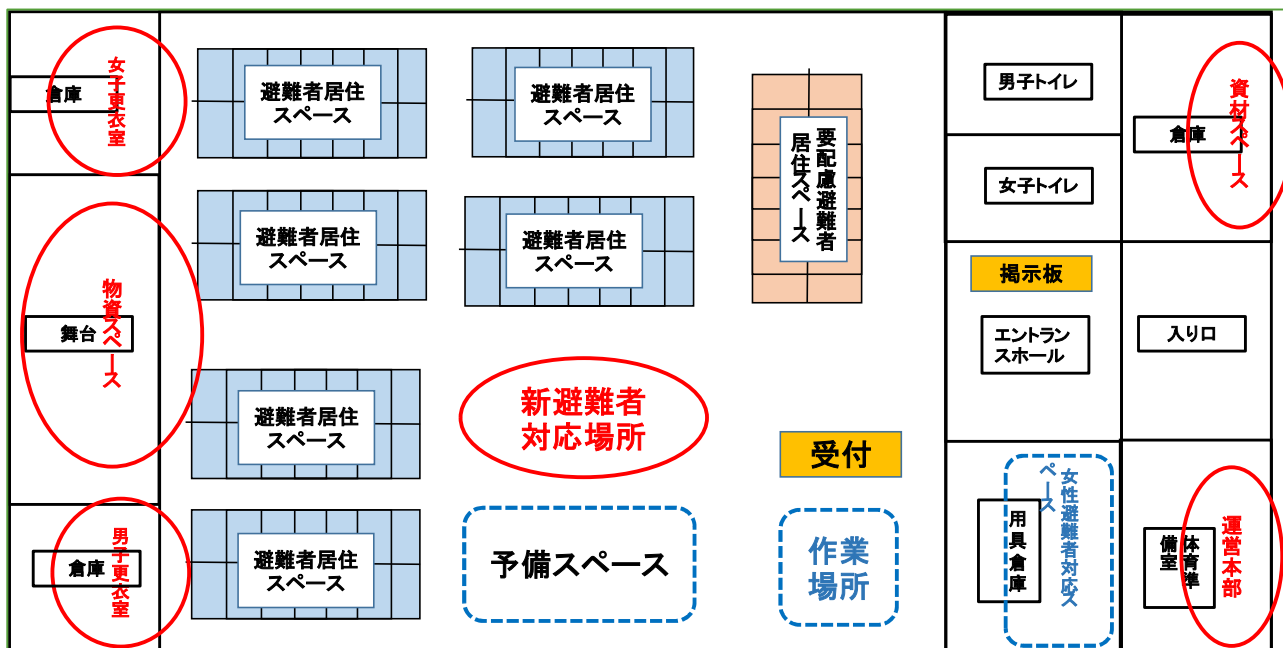 倉庫
女子更衣室
避難者居住
スペース
避難者居住
スペース
要配慮避難者
居住スペース
男子トイレ
倉庫
資材スペース
女子トイレ
避難者居住
スペース
避難者居住
スペース
舞台
物資スペース
掲示板
エントラン
スホール
入り口
避難者居住
スペース
新避難者
対応場所
受付
倉庫
男子更衣室
避難者居住
スペース
予備スペース
作業
場所
用具倉庫
女性避難者対応ス
ペース
体育準
備室
運営本部